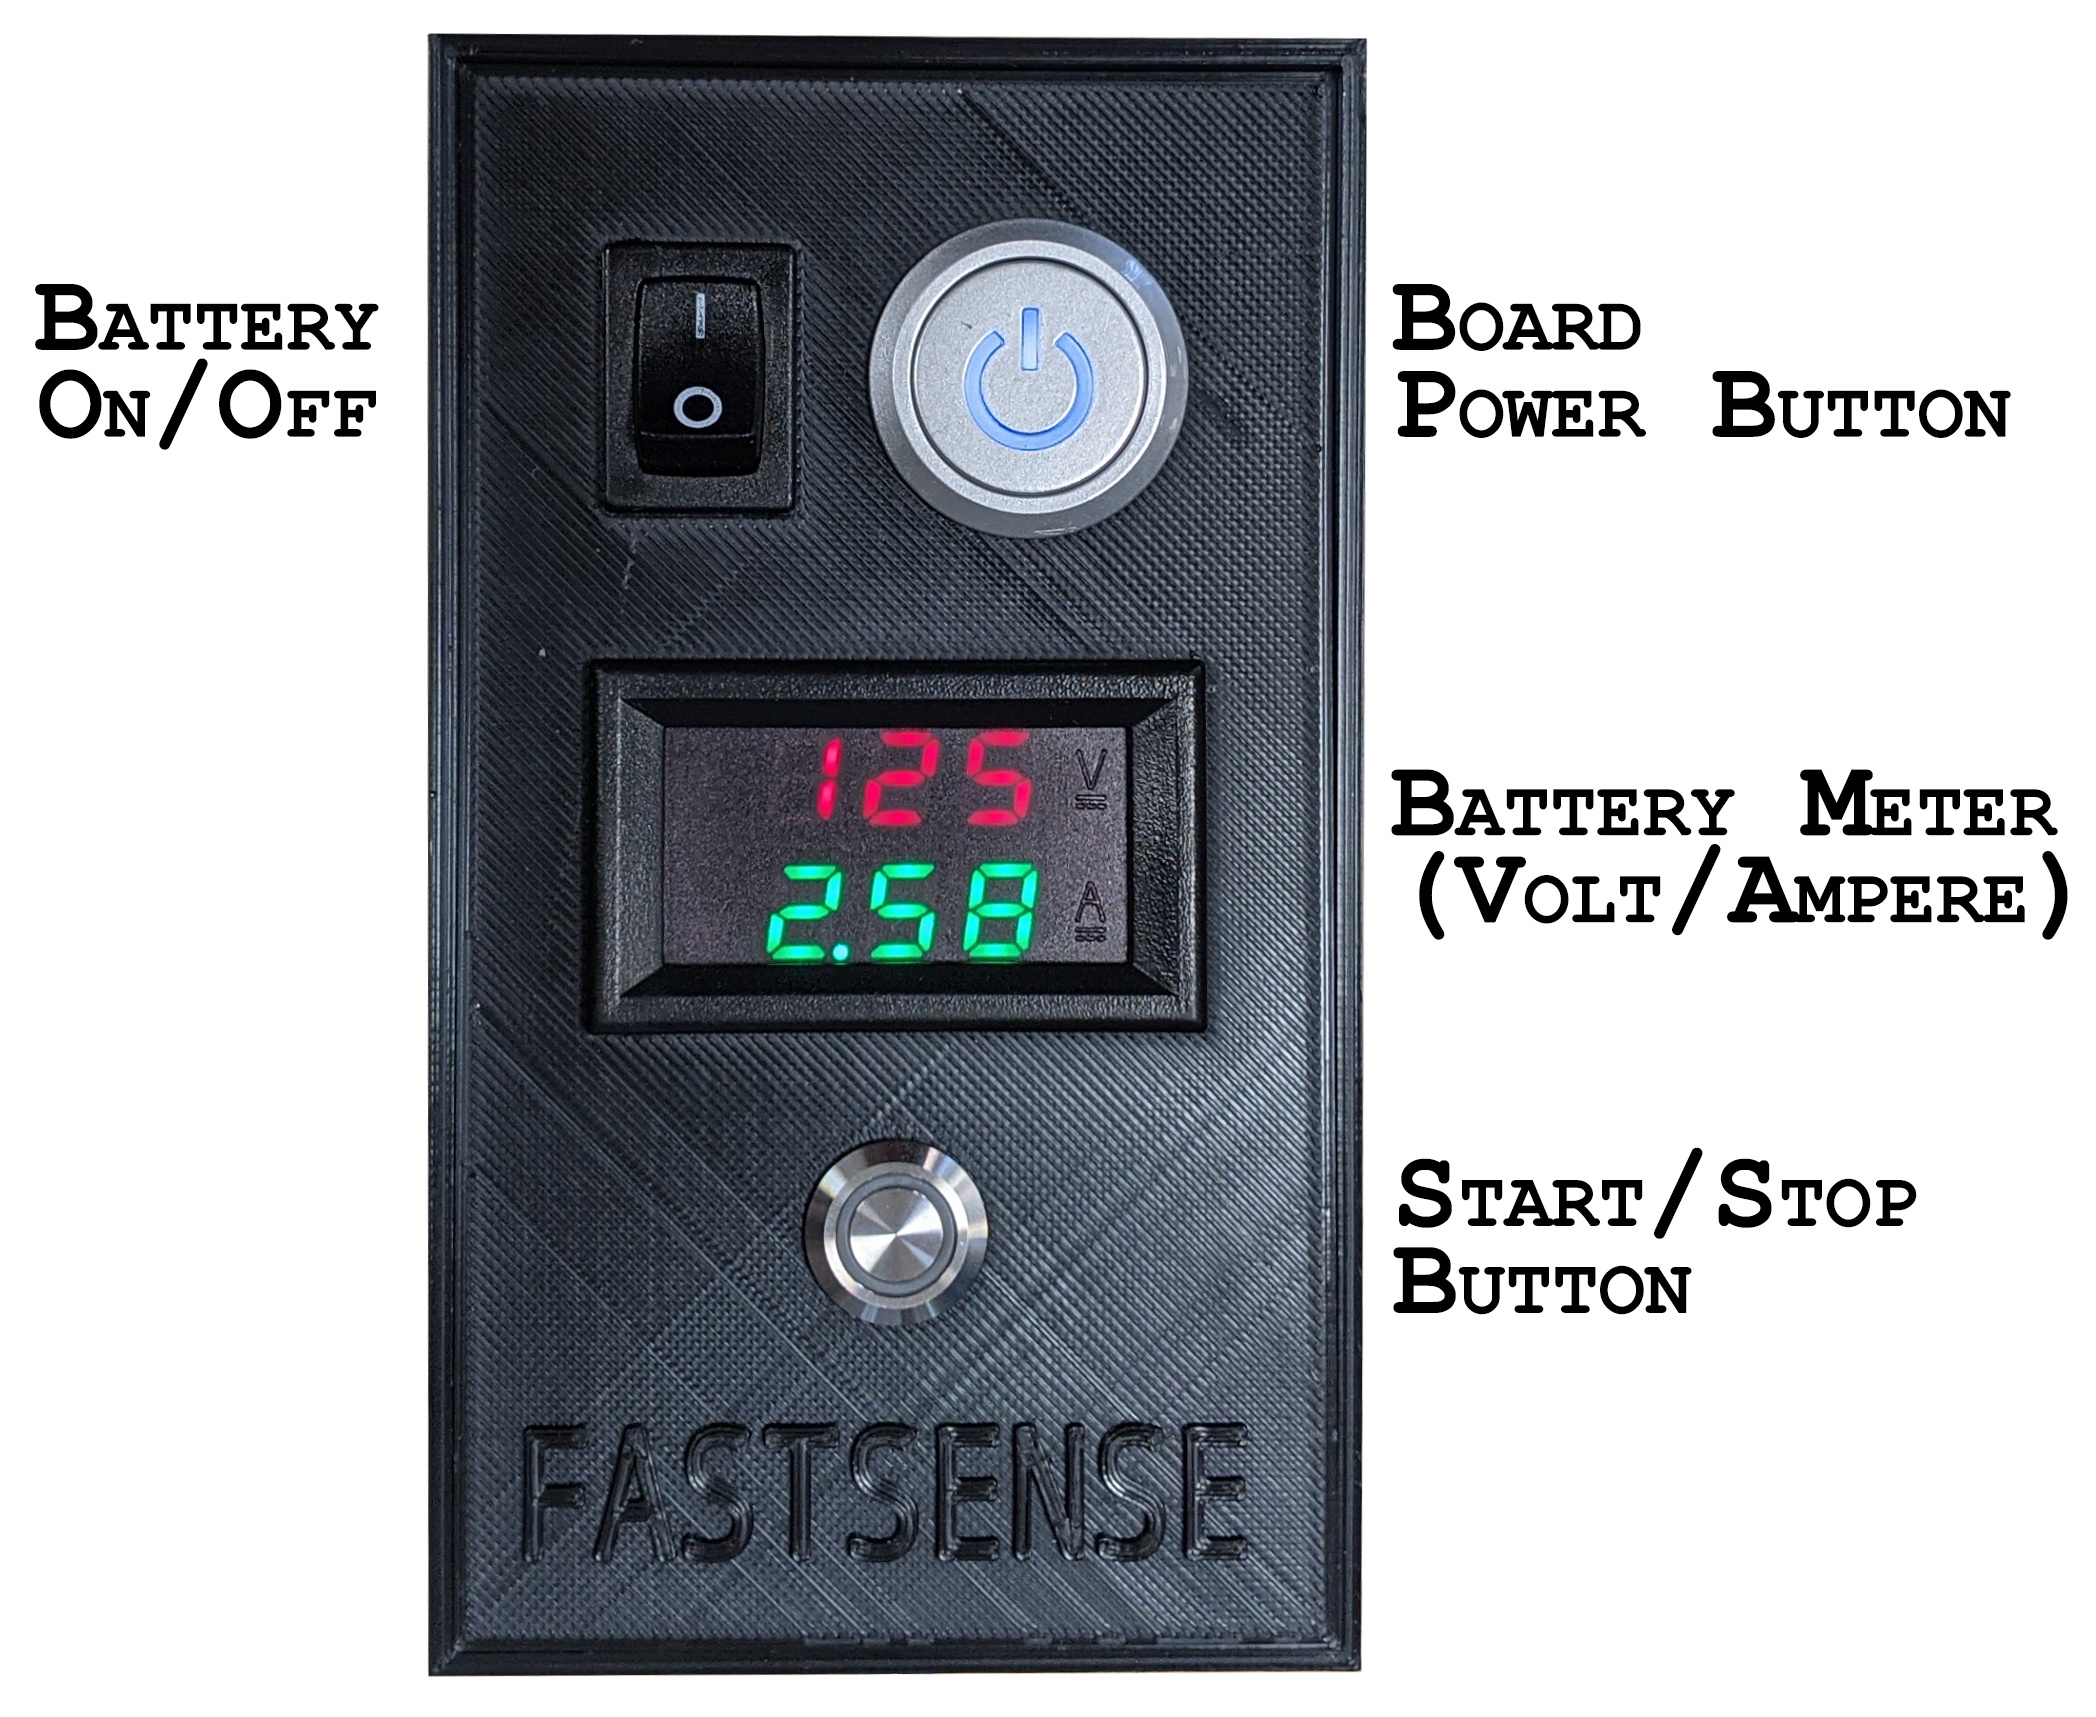 Battery
On/Off
Board
Power Button
125 V
2.58 A
Battery Meter
(Volt/Ampere)
Start/Stop
Button
FASTSENSE